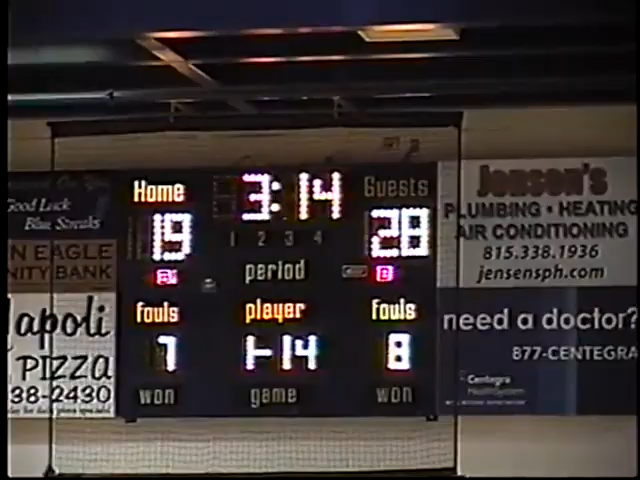 Home 3:14 Guests
19 28
1 2 3 4
B period B
fouls player fouls
7 1-14 8
won game won
Good Luck
Blue Streaks
N EAGLE
NITY BANK
apoli
PIZZA
38-2430
Jensen's
PLUMBING • HEATING
AIR CONDITIONING
815.338.1936
jensensph.com
need a doctor?
877-CENTEGRA
Centegra
HealthSystem